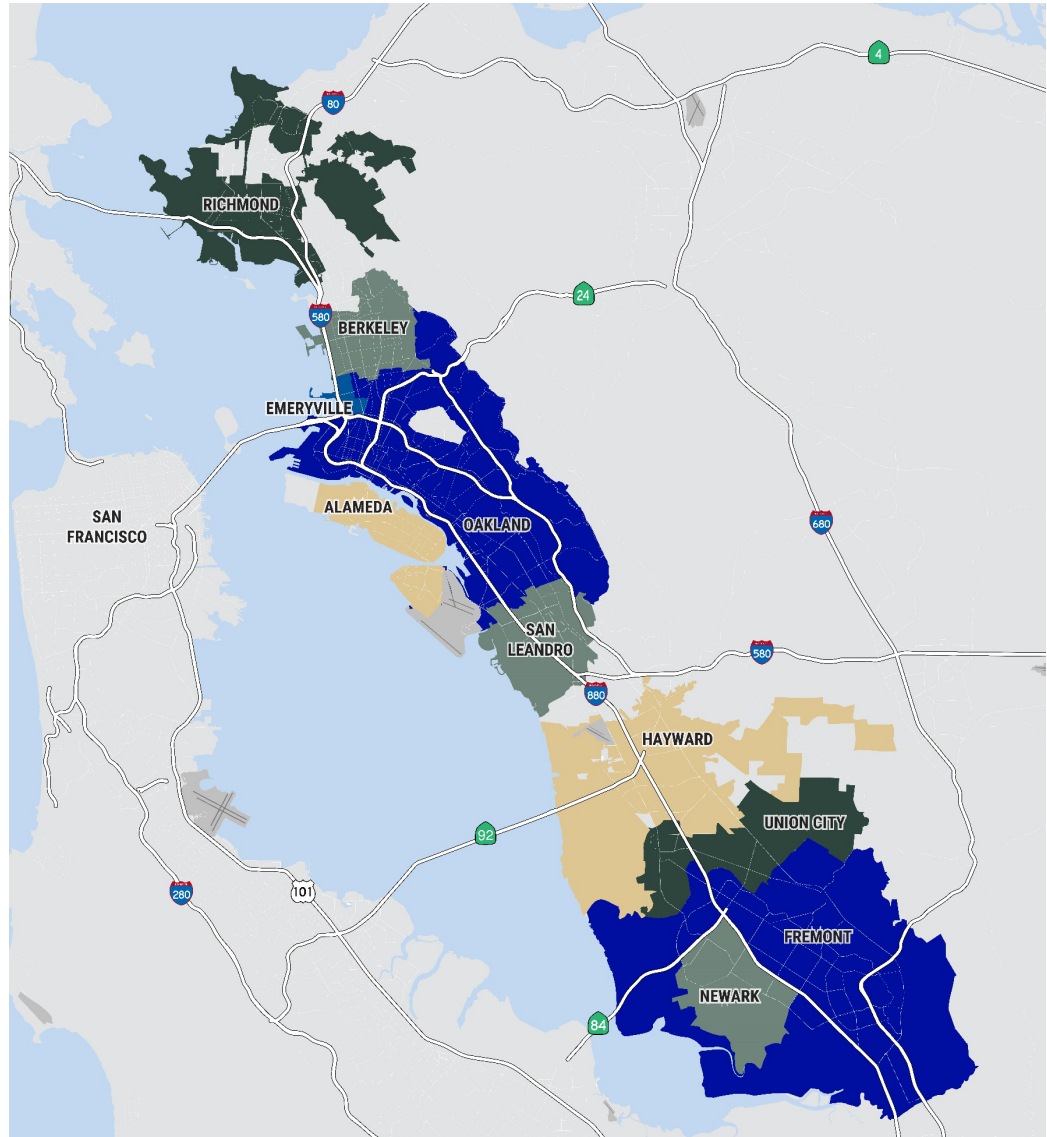 4
80
RICHMOND
24
580
BERKELEY
EMERYVILLE
ALAMEDA
SAN
FRANCISCO
OAKLAND
680
SAN
LEANDRO
580
880
HAYWARD
UNION CITY
92
280
101
FREMONT
NEWARK
84